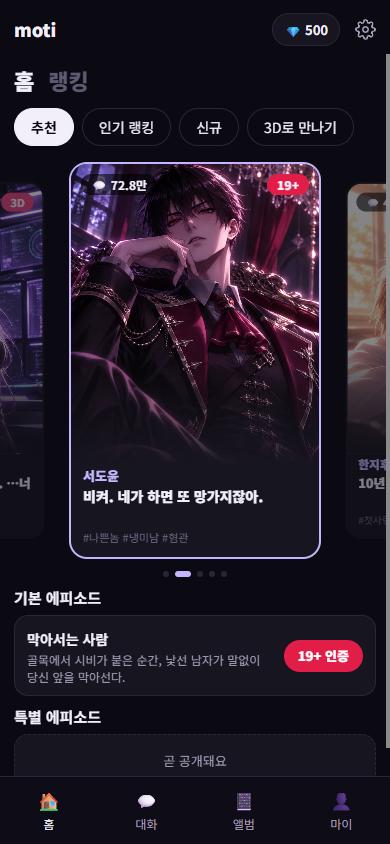 moti
500
홈 랭킹
추천 인기 랭킹 신규 3D로 만나기
3D
72.8만
19+
서도윤
비켜. 네가 하면 또 망가지잖아.
#나쁜놈 #냉미남 #혐관
…너
10년
기본 에피소드
막아서는 사람
골목에서 시비가 붙은 순간, 낯선 남자가 말없이
당신 앞을 막아선다.
19+ 인증
특별 에피소드
곧 공개돼요
홈 대화 앨범 마이